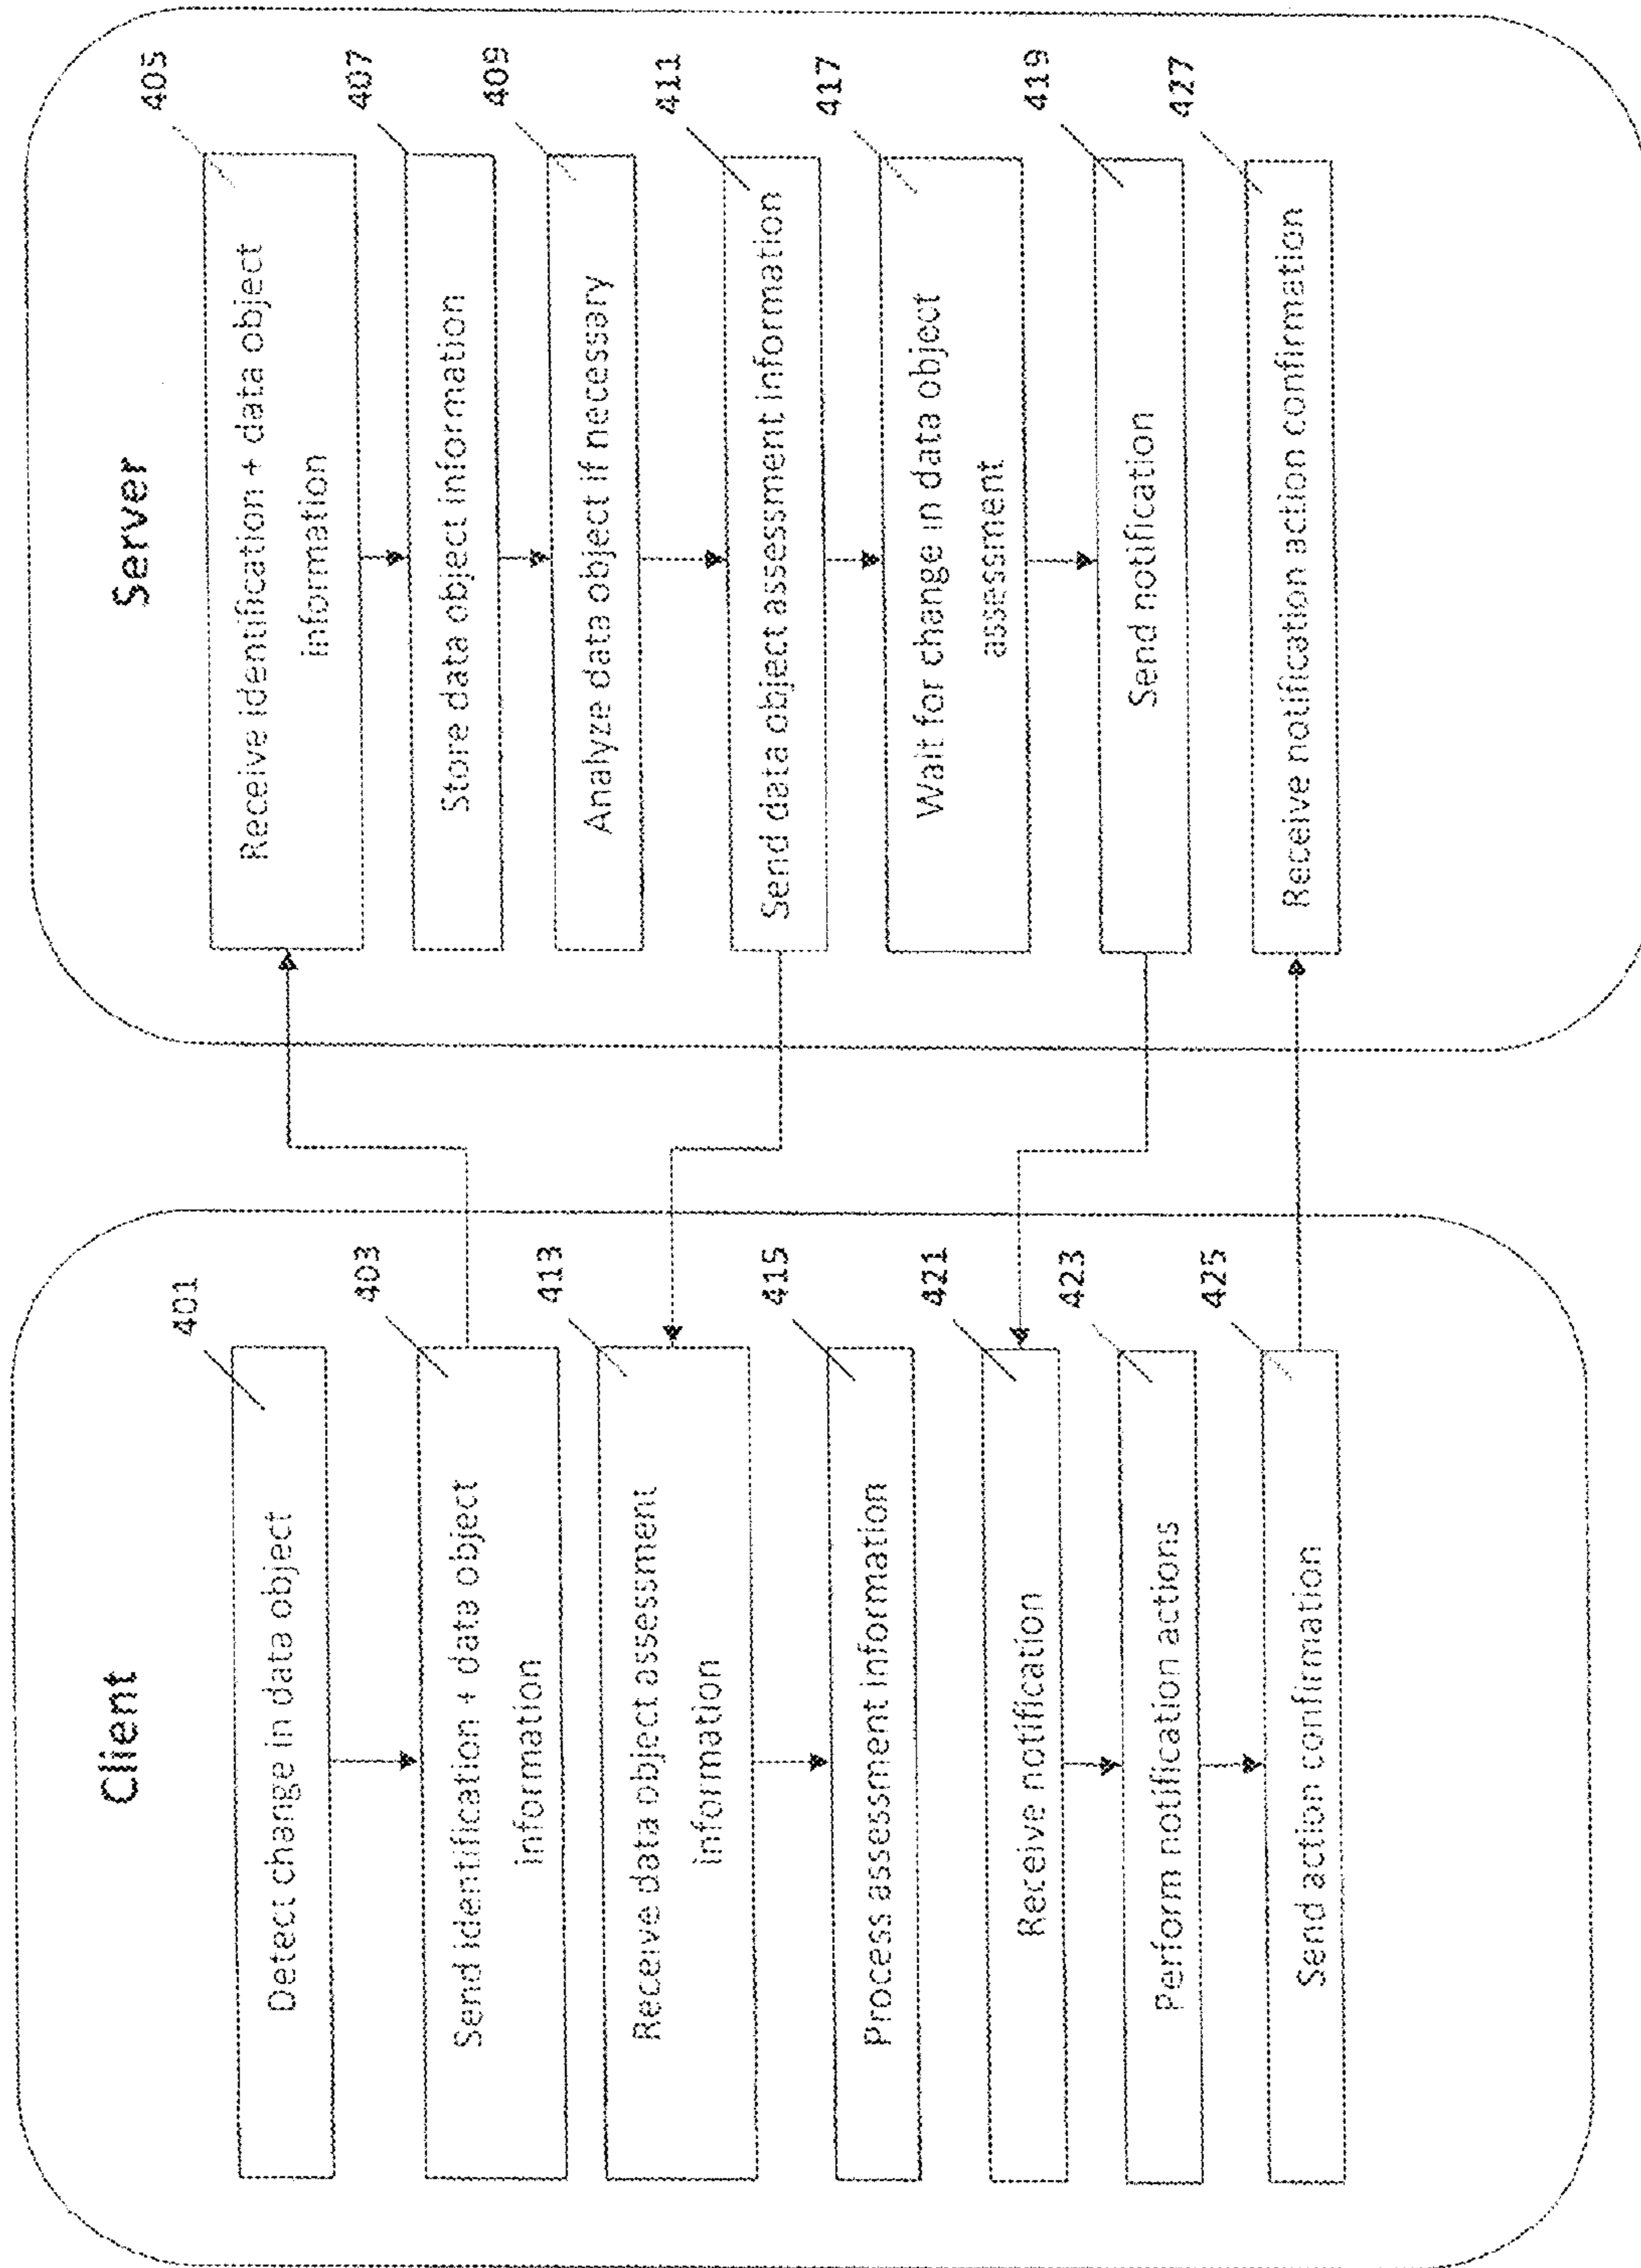 Client
401
Detect change in data object
403
Send identification + data object
information
413
Receive data object assessment
information
415
Process assessment information
421
Receive notification
423
Perform notification actions
425
Send action confirmation
Server
405
Receive identification + data object
information
407
Store data object information
409
Analyze data object if necessary
411
Send data object assessment information
417
Wait for change in data object
assessment
419
Send notification
427
Receive notification action confirmation